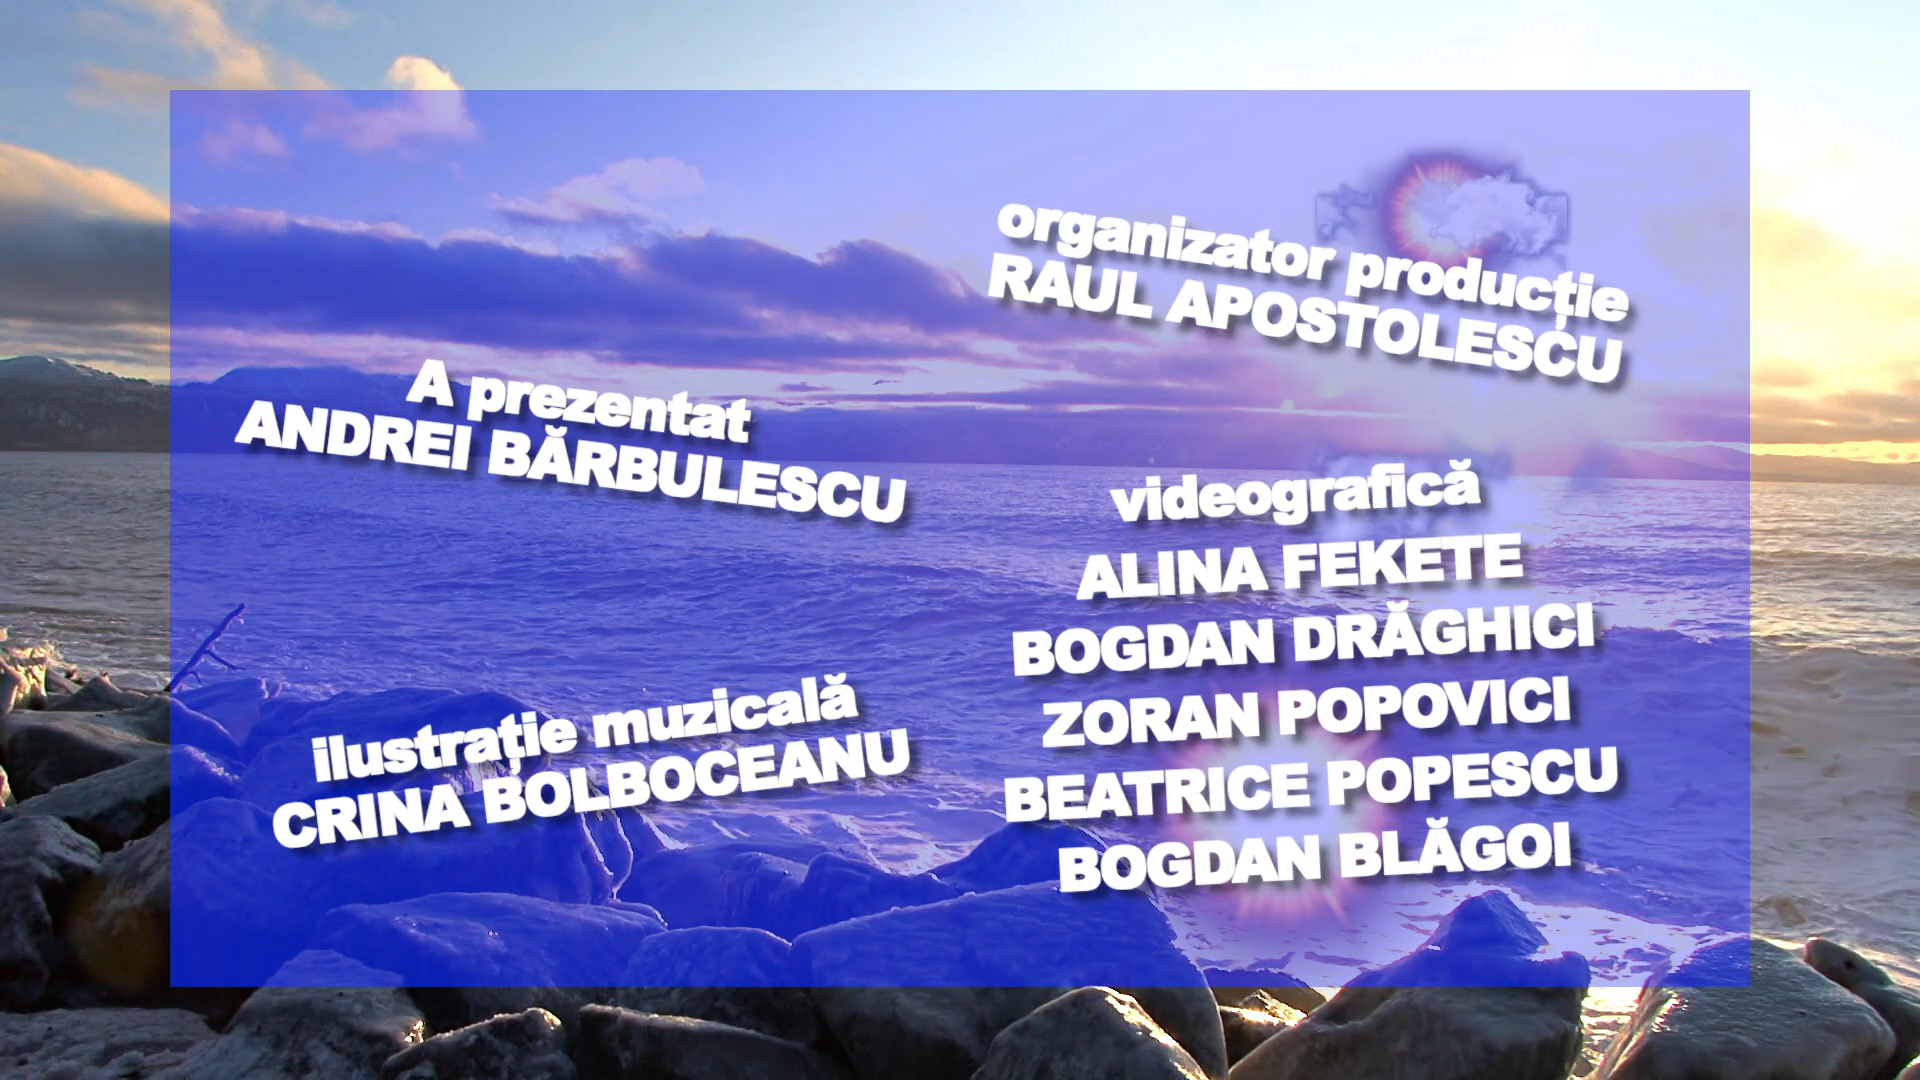 A prezentat
ANDREI BĂRBULESCU
ilustrație muzicală
CRINA BOLBOCEANU
organizator producție
RAUL APOSTOLESCU
videografică
ALINA FEKETE
BOGDAN DRĂGHICI
ZORAN POPOVICI
BEATRICE POPESCU
BOGDAN BLĂGOI